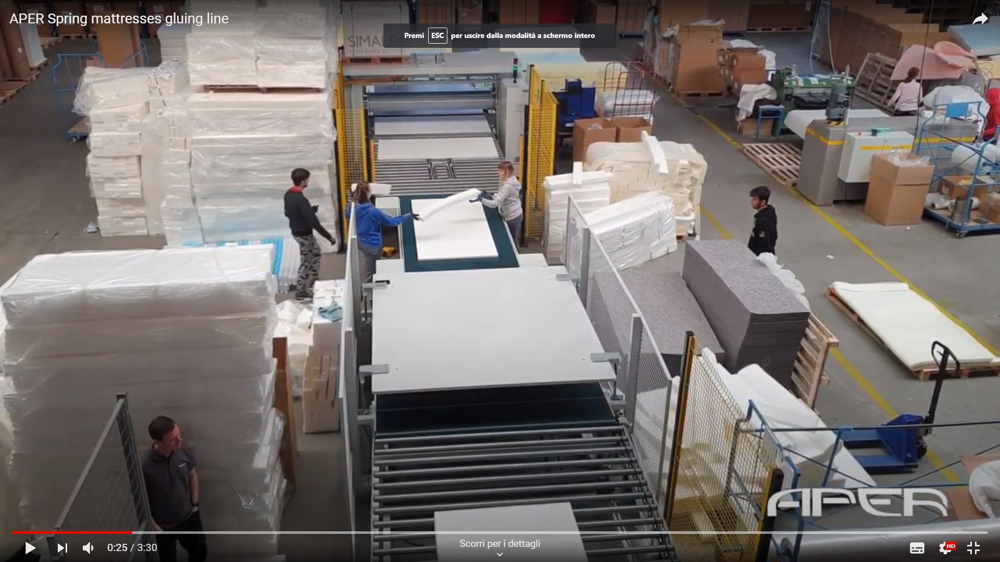 APER Spring mattresses gluing line
Premi ESC per uscire dalla modalità a schermo intero
SIMALFA
APER
Scorri per i dettagli
0:25 / 3:30
HD